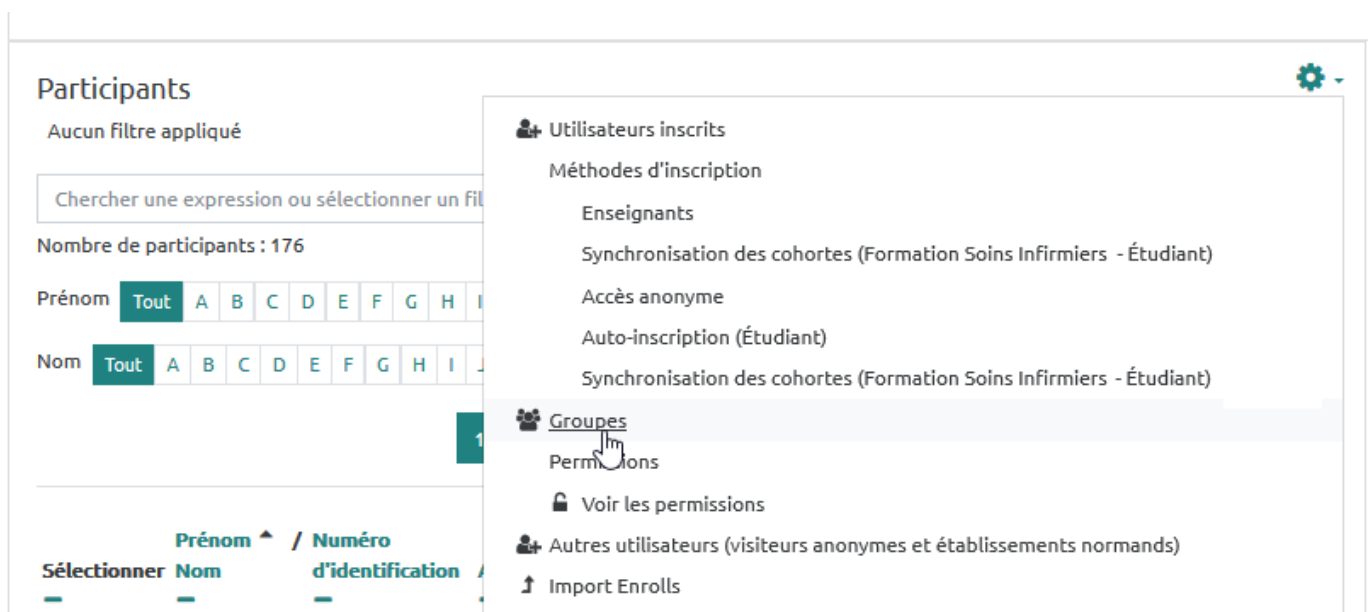 Participants
Aucun filtre appliqué
Chercher une expression ou sélectionner un fil
Nombre de participants : 176
Prénom Tout A B C D E F G H I
Nom Tout A B C D E F G H I J
1
Sélectionner Prénom / Nom Numéro d'identification
Utilisateurs inscrits
Méthodes d'inscription
Enseignants
Synchronisation des cohortes (Formation Soins Infirmiers - Étudiant)
Accès anonyme
Auto-inscription (Étudiant)
Synchronisation des cohortes (Formation Soins Infirmiers - Étudiant)
Groupes
Permissions
Voir les permissions
Autres utilisateurs (visiteurs anonymes et établissements normands)
Import Enrolls